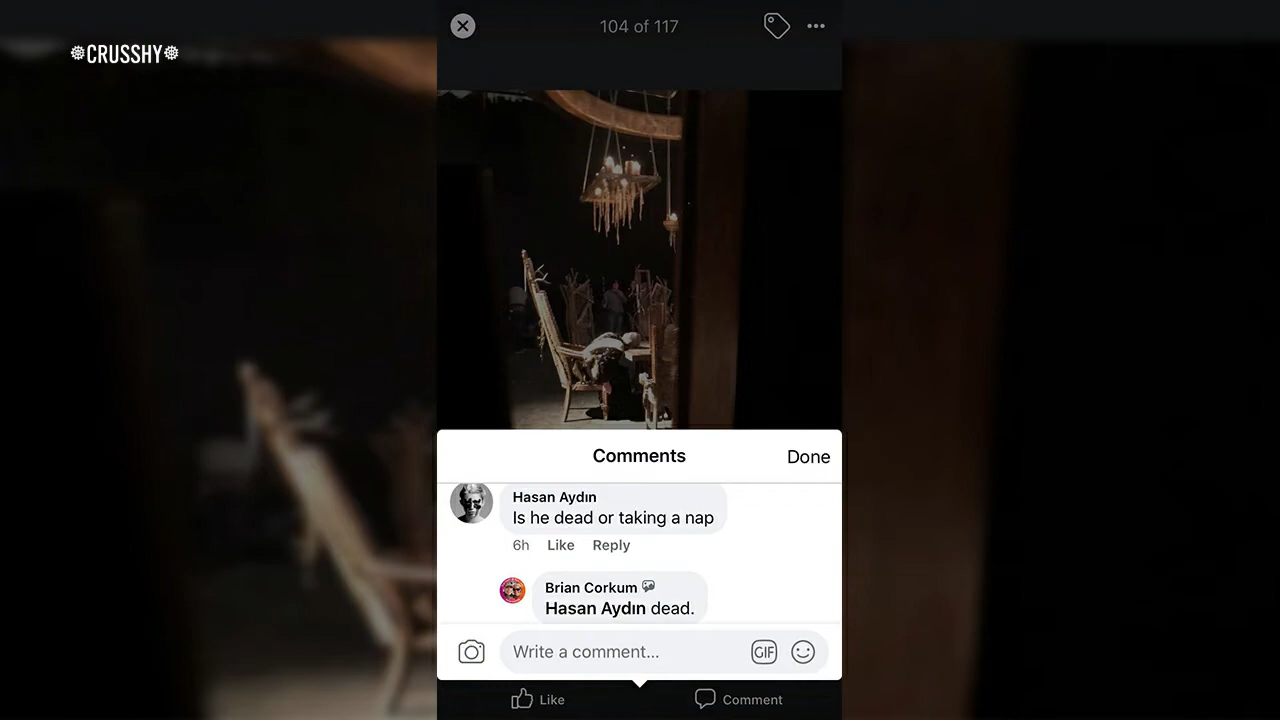 ❁CRUSSHY❁
104 of 117
Comments
Done
Hasan Aydın
Is he dead or taking a nap
6h Like Reply
Brian Corkum
Hasan Aydın dead.
Write a comment...
GIF
Like
Comment